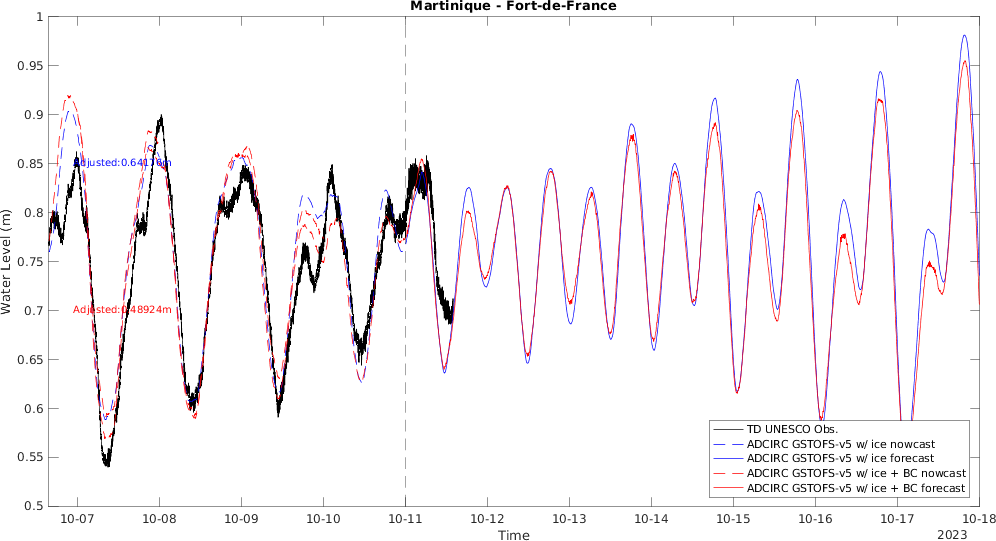 Martinique - Fort-de-France
1
0.95
0.9
0.85
0.8
0.75
0.7
0.65
0.6
0.55
0.5
Water Level (m)
Adjusted:0.64176m
Adjusted:0.48924m
TD UNESCO Obs.
ADCIRC GSTOFS-v5 w/ ice nowcast
ADCIRC GSTOFS-v5 w/ ice forecast
ADCIRC GSTOFS-v5 w/ ice + BC nowcast
ADCIRC GSTOFS-v5 w/ ice + BC forecast
10-07 10-08 10-09 10-10 10-11 10-12 10-13 10-14 10-15 10-16 10-17 10-18
Time
2023